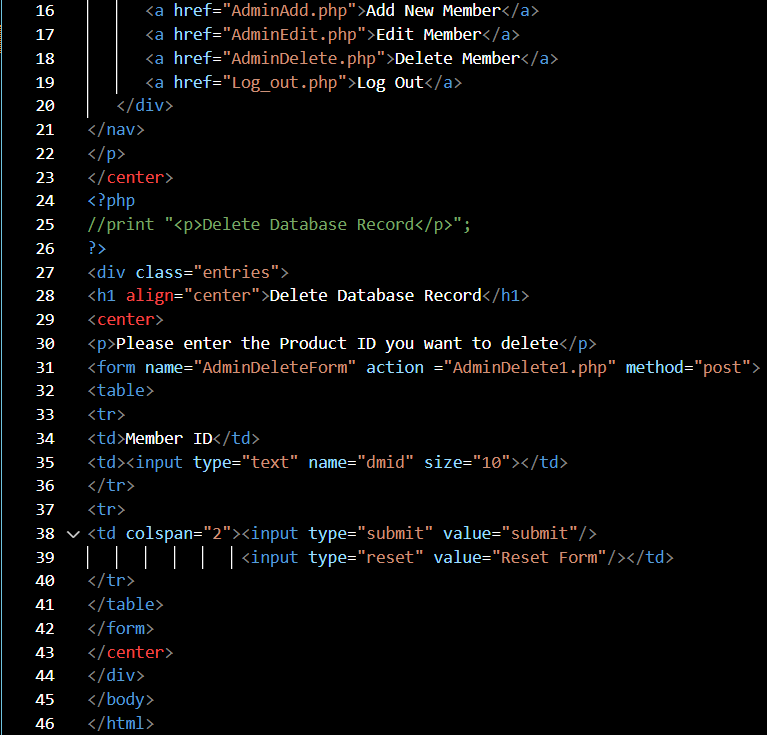 16 <a href="AdminAdd.php">Add New Member</a>
17 <a href="AdminEdit.php">Edit Member</a>
18 <a href="AdminDelete.php">Delete Member</a>
19 <a href="Log_out.php">Log Out</a>
20 </div>
21 </nav>
22 </p>
23 </center>
24 <?php
25 //print "<p>Delete Database Record</p>";
26 ?>
27 <div class="entries">
28 <h1 align="center">Delete Database Record</h1>
29 <center>
30 <p>Please enter the Product ID you want to delete</p>
31 <form name="AdminDeleteForm" action ="AdminDelete1.php" method="post">
32 <table>
33 <tr>
34 <td>Member ID</td>
35 <td><input type="text" name="dmid" size="10"></td>
36 </tr>
37 <tr>
38 <td colspan="2"><input type="submit" value="submit"/>
39 <input type="reset" value="Reset Form"/></td>
40 </tr>
41 </table>
42 </form>
43 </center>
44 </div>
45 </body>
46 </html>